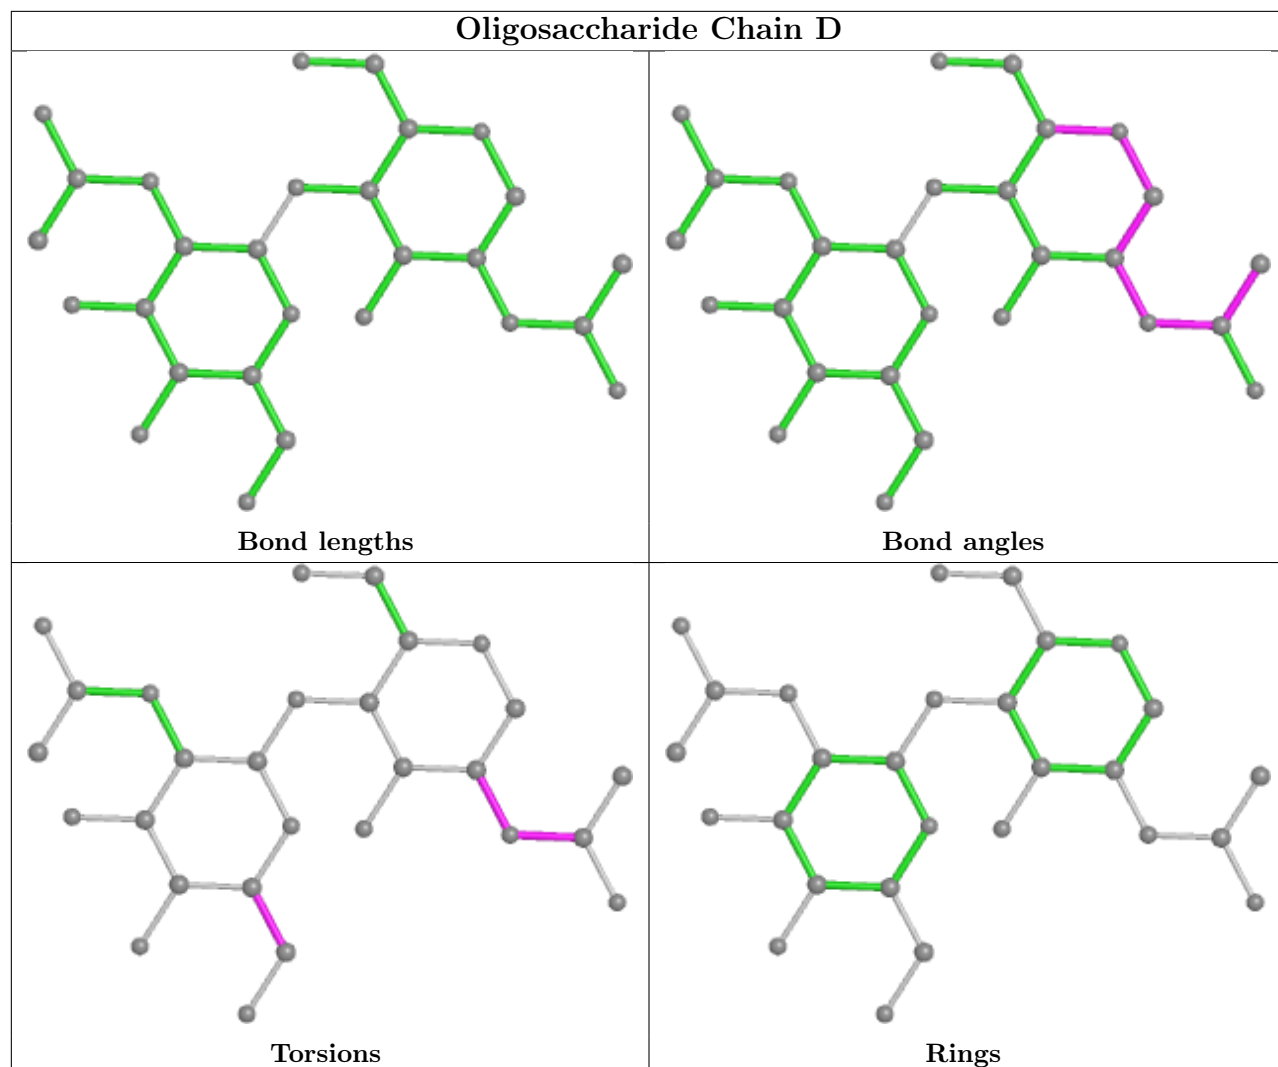 Oligosaccharide Chain D
Bond lengths
Bond angles
Torsions
Rings